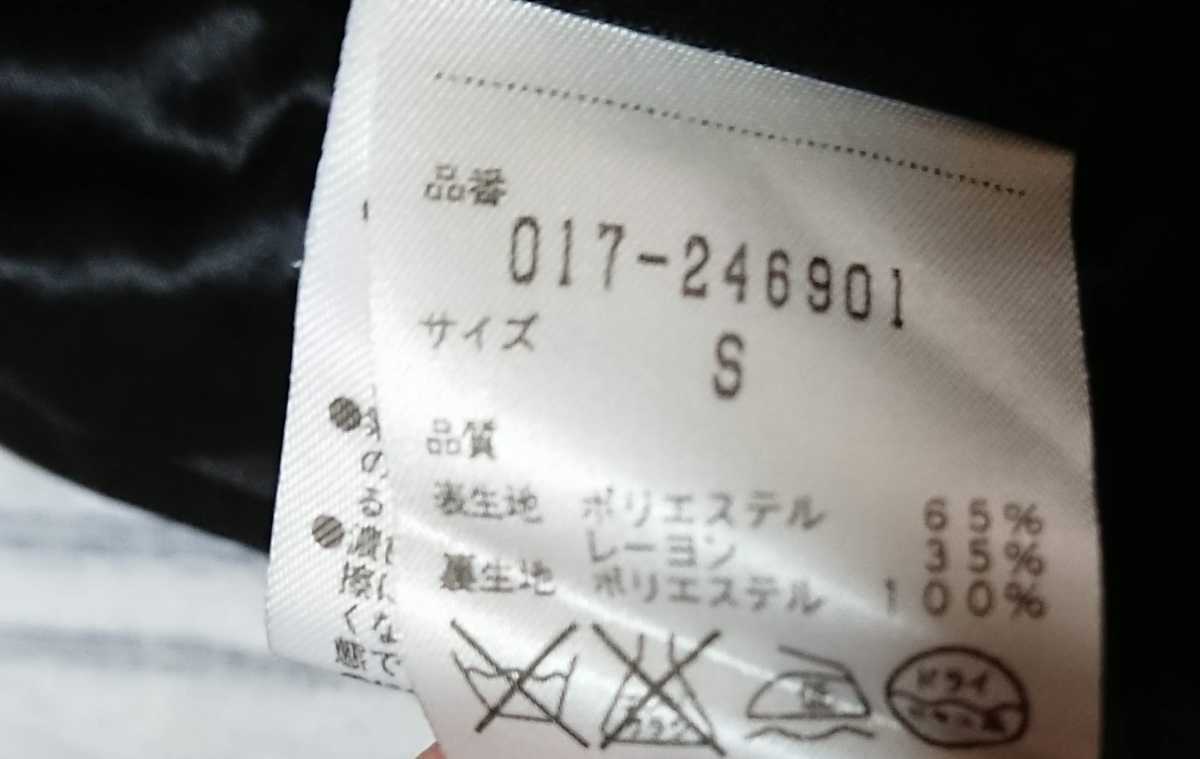 品番
017-246901
サイズ
S
品質
表生地 ポリエステル 65%
レーヨン 35%
裏生地 ポリエステル 100%
ドライ